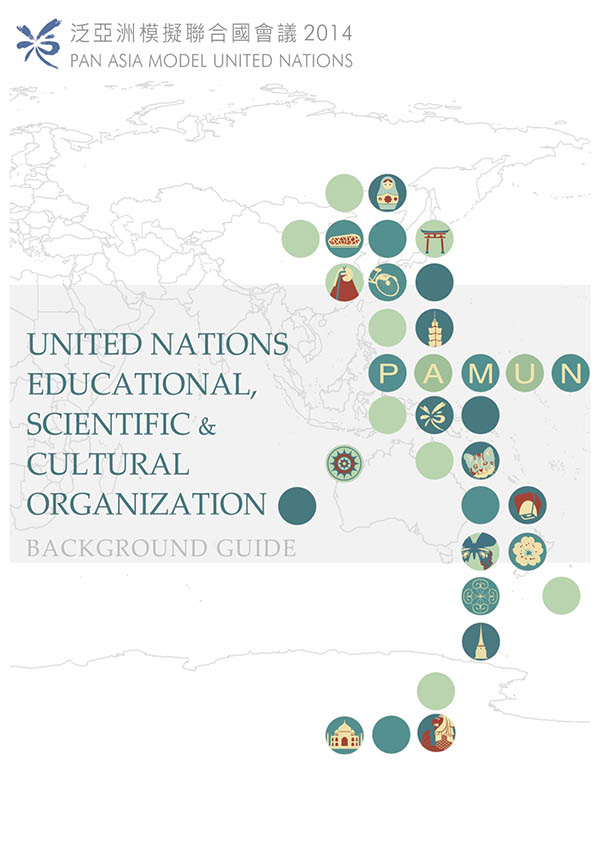 泛亞洲模擬聯合國會議 2014
PAN ASIA MODEL UNITED NATIONS
PAMUN
UNITED NATIONS
EDUCATIONAL,
SCIENTIFIC &
CULTURAL
ORGANIZATION
BACKGROUND GUIDE